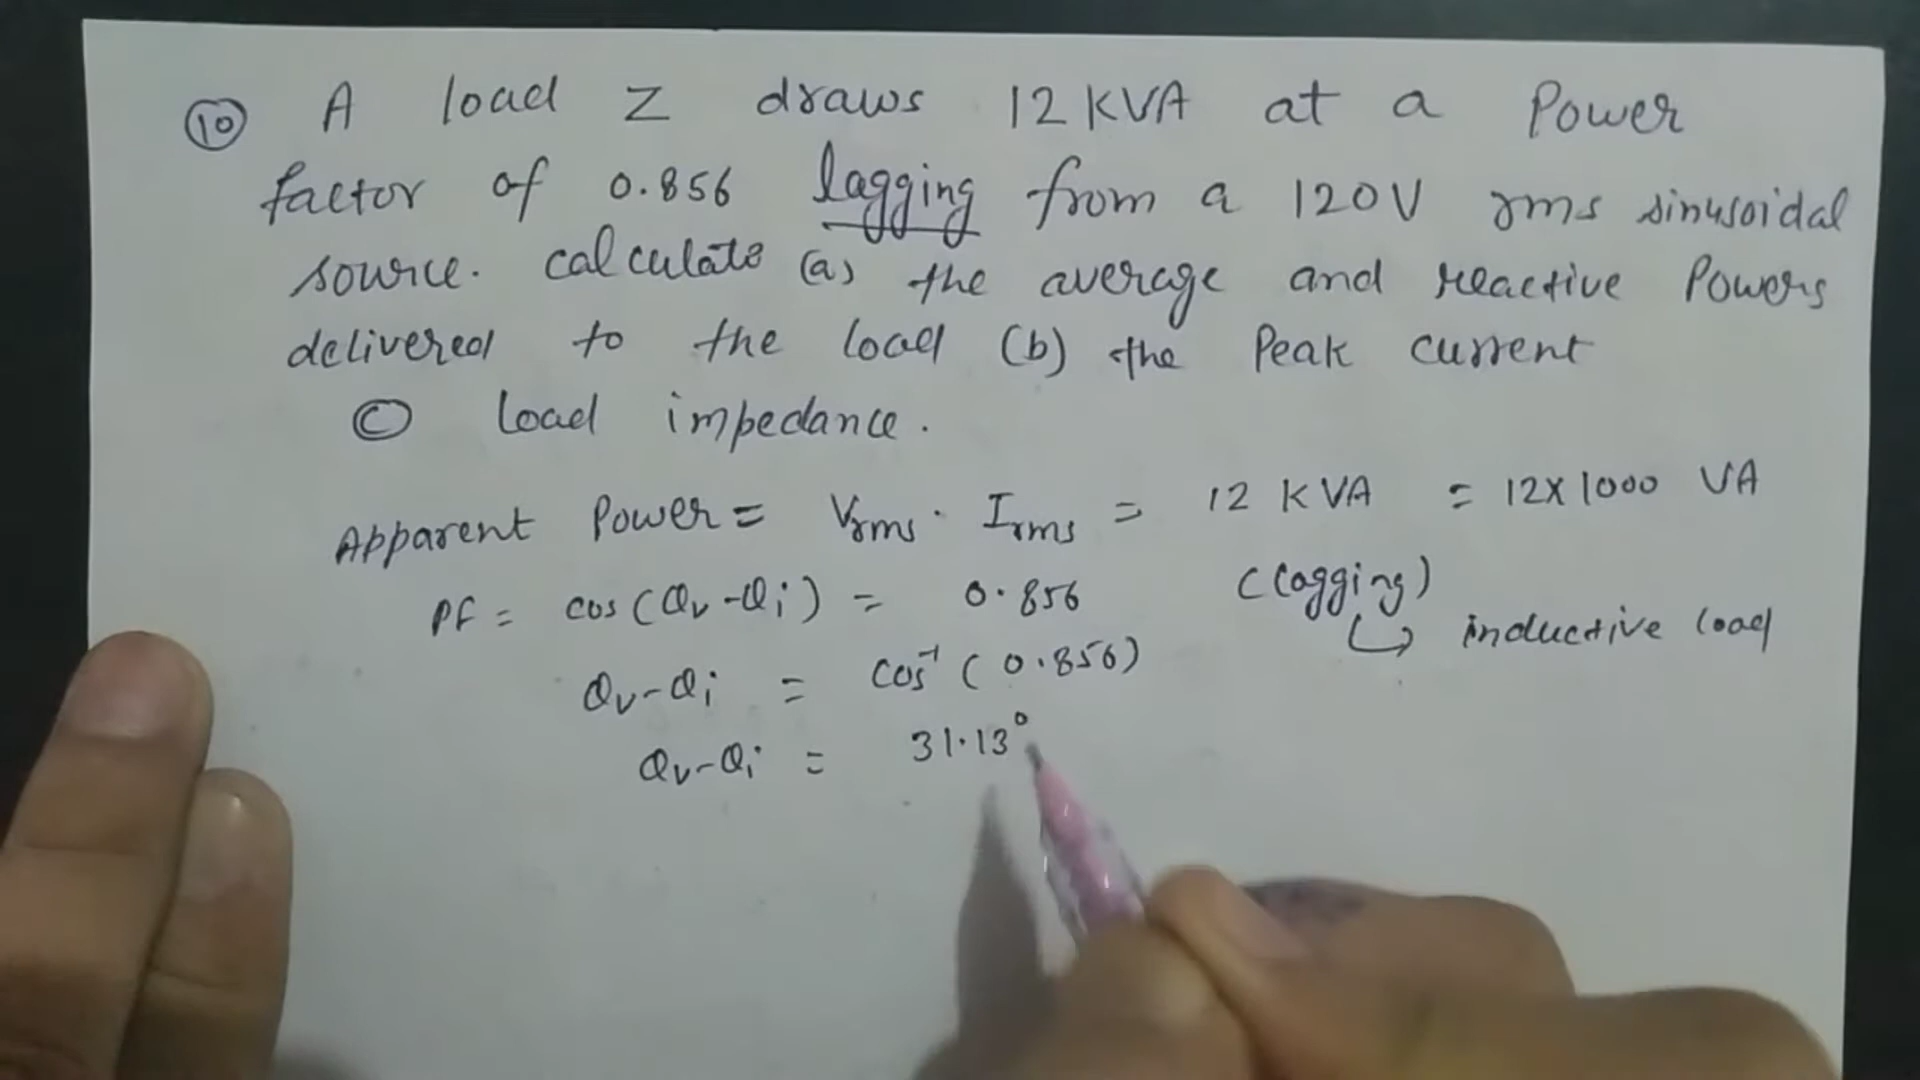 ⑩ A load Z draws 12KVA at a Power
factor of 0.856 lagging from a 120V rms sinusoidal
source. calculate (a) the average and reactive Powers
delivered to the load (b) the Peak current
Ⓒ Load impedance.
Apparent Power = Vrms · Irms = 12 KVA = 12×1000 VA
PF = cos(θv-θi) = 0.856 (lagging)
↳ inductive load
θv-θi = cos⁻¹(0.856)
θv-θi = 31.13°